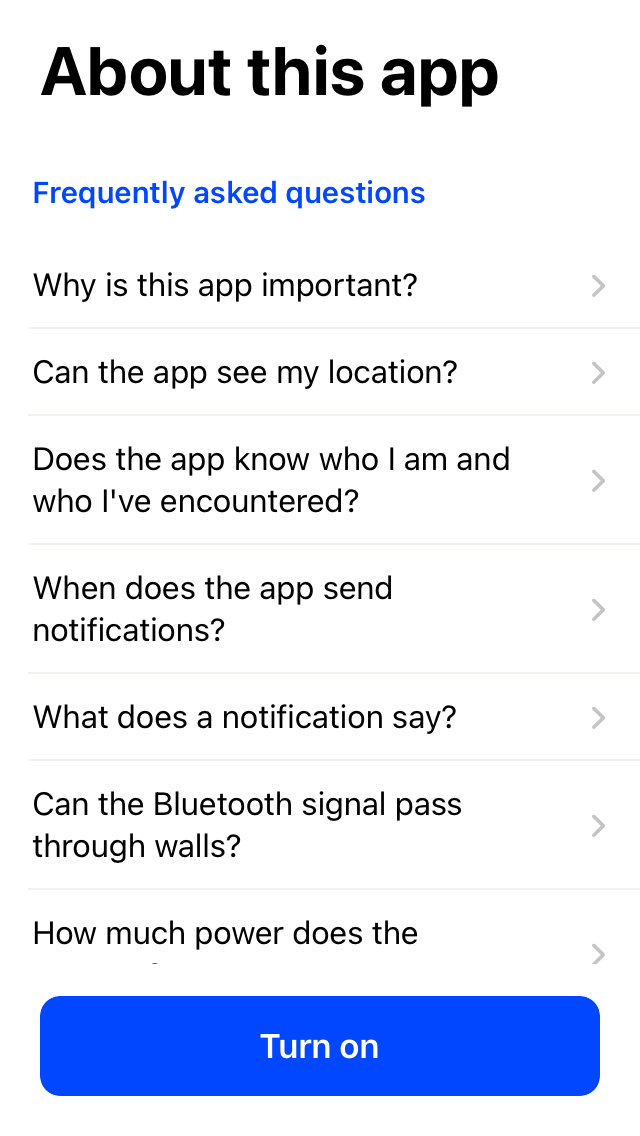 About this app
Frequently asked questions
Why is this app important?
Can the app see my location?
Does the app know who I am and
who I've encountered?
When does the app send
notifications?
What does a notification say?
Can the Bluetooth signal pass
through walls?
How much power does the
Turn on